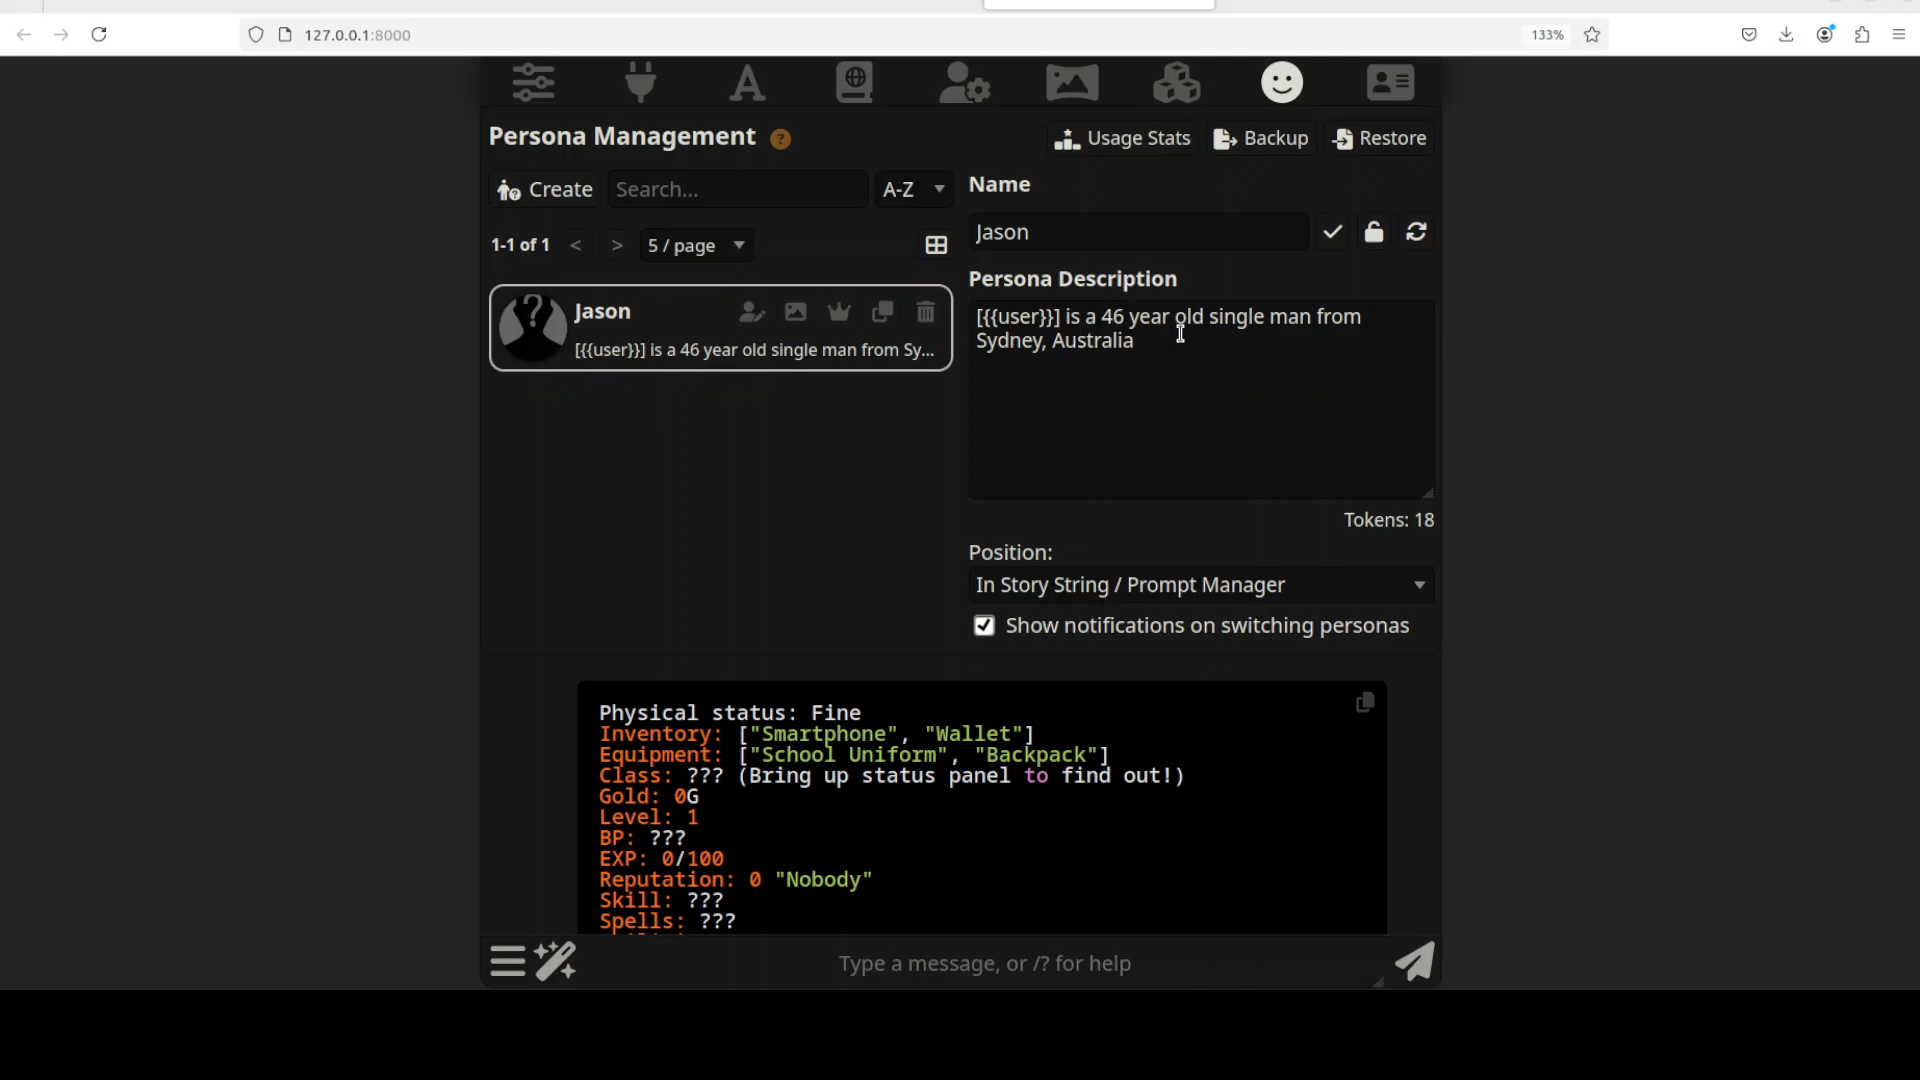 127.0.0.1:8000
133%
Persona Management
Usage Stats
Backup
Restore
Create
Search...
A-Z
1-1 of 1
<
>
5 / page
Jason
[{{user}}] is a 46 year old single man from Sy...
Name
Jason
Persona Description
[{{user}}] is a 46 year old single man from
Sydney, Australia
Tokens: 18
Position:
In Story String / Prompt Manager
Show notifications on switching personas
Physical status: Fine
Inventory: ["Smartphone", "Wallet"]
Equipment: ["School Uniform", "Backpack"]
Class: ??? (Bring up status panel to find out!)
Gold: 0G
Level: 1
BP: ???
EXP: 0/100
Reputation: 0 "Nobody"
Skill: ???
Spells: ???
Type a message, or /? for help